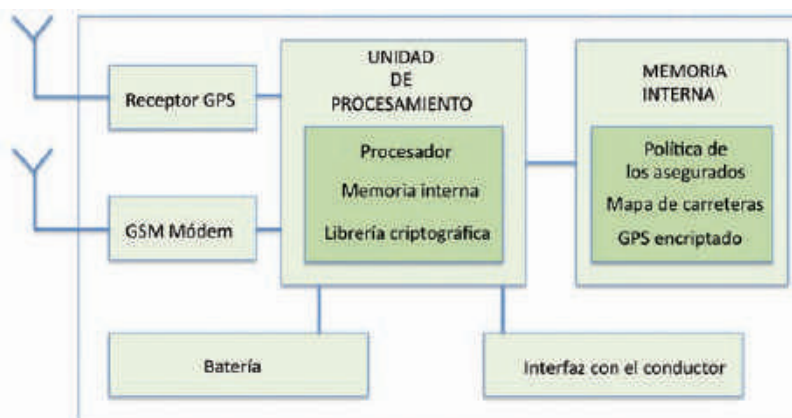 Receptor GPS
GSM Módem
UNIDAD
DE
PROCESAMIENTO
Procesador
Memoria interna
Librería criptográfica
MEMORIA
INTERNA
Política de
los asegurados
Mapa de carreteras
GPS encriptado
Batería
Interfaz con el conductor